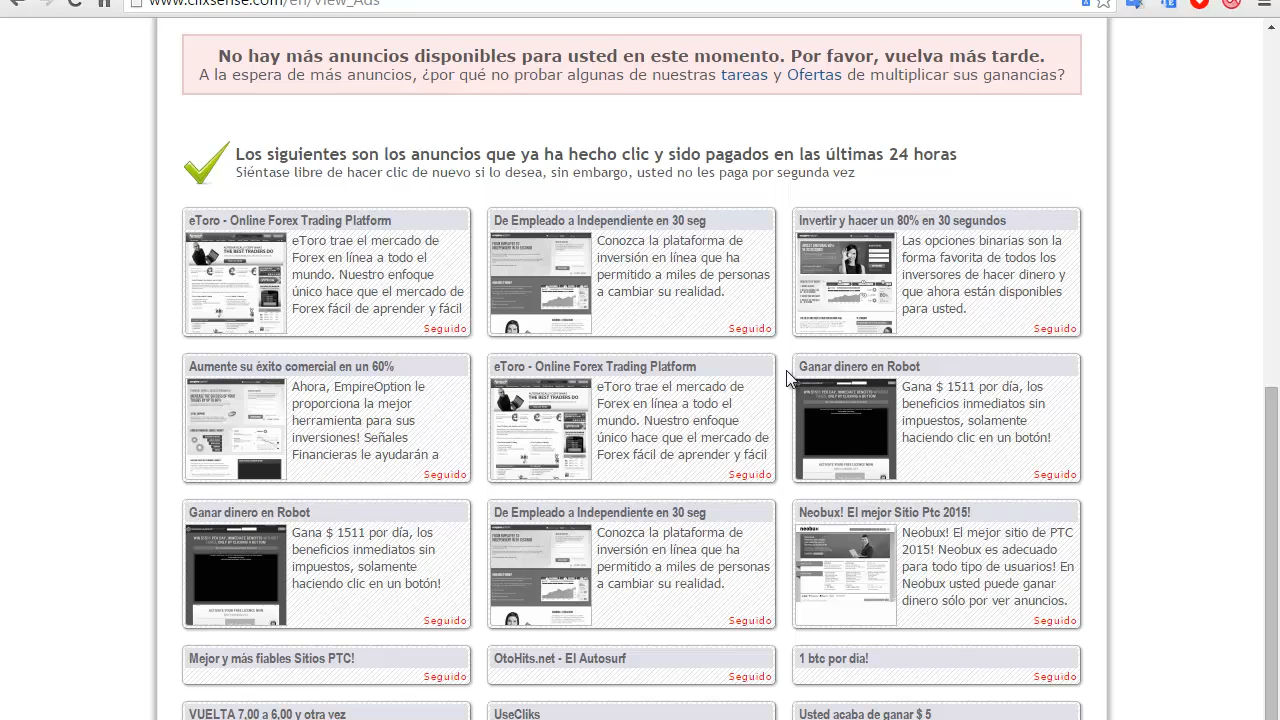 www.clixsense.com/en/View_Ads
No hay más anuncios disponibles para usted en este momento. Por favor, vuelva más tarde.
A la espera de más anuncios, ¿por qué no probar algunas de nuestras tareas y Ofertas de multiplicar sus ganancias?
Los siguientes son los anuncios que ya ha hecho clic y sido pagados en las últimas 24 horas
Siéntase libre de hacer clic de nuevo si lo desea, sin embargo, usted no les paga por segunda vez
eToro - Online Forex Trading Platform
eToro trae el mercado de
Forex en línea a todo el
mundo. Nuestro enfoque
único hace que el mercado de
Forex fácil de aprender y fácil
Seguido
De Empleado a Independiente en 30 seg
Conozca la plataforma de
inversión en línea que ha
permitido a miles de personas
a cambiar su realidad.
Seguido
Invertir y hacer un 80% en 30 segundos
Las opciones binarias son la
forma favorita de todos los
inversores de hacer dinero y
que ahora están disponibles
para usted.
Seguido
Aumente su éxito comercial en un 60%
Ahora, EmpireOption le
proporciona la mejor
herramienta para sus
inversiones! Señales
Financieras le ayudarán a
Seguido
eToro - Online Forex Trading Platform
eToro trae el mercado de
Forex en línea a todo el
mundo. Nuestro enfoque
único hace que el mercado de
Forex fácil de aprender y fácil
Seguido
Ganar dinero en Robot
Gana $ 1511 por día, los
beneficios inmediatos sin
impuestos, solamente
haciendo clic en un botón!
Seguido
Ganar dinero en Robot
Gana $ 1511 por día, los
beneficios inmediatos sin
impuestos, solamente
haciendo clic en un botón!
Seguido
De Empleado a Independiente en 30 seg
Conozca la plataforma de
inversión en línea que ha
permitido a miles de personas
a cambiar su realidad.
Seguido
Neobux! El mejor Sitio Ptc 2015!
neobux
Neobux! El mejor sitio de PTC
2015! Neobux es adecuado
para todo tipo de usuarios! En
Neobux usted puede ganar
dinero solo por ver anuncios.
Seguido
Mejor y más fiables Sitios PTC!
Seguido
OtoHits.net - El Autosurf
Seguido
1 btc por dia!
Seguido
VUELTA 7,00 a 6,00 y otra vez
UseCliks
Usted acaba de ganar $ 5